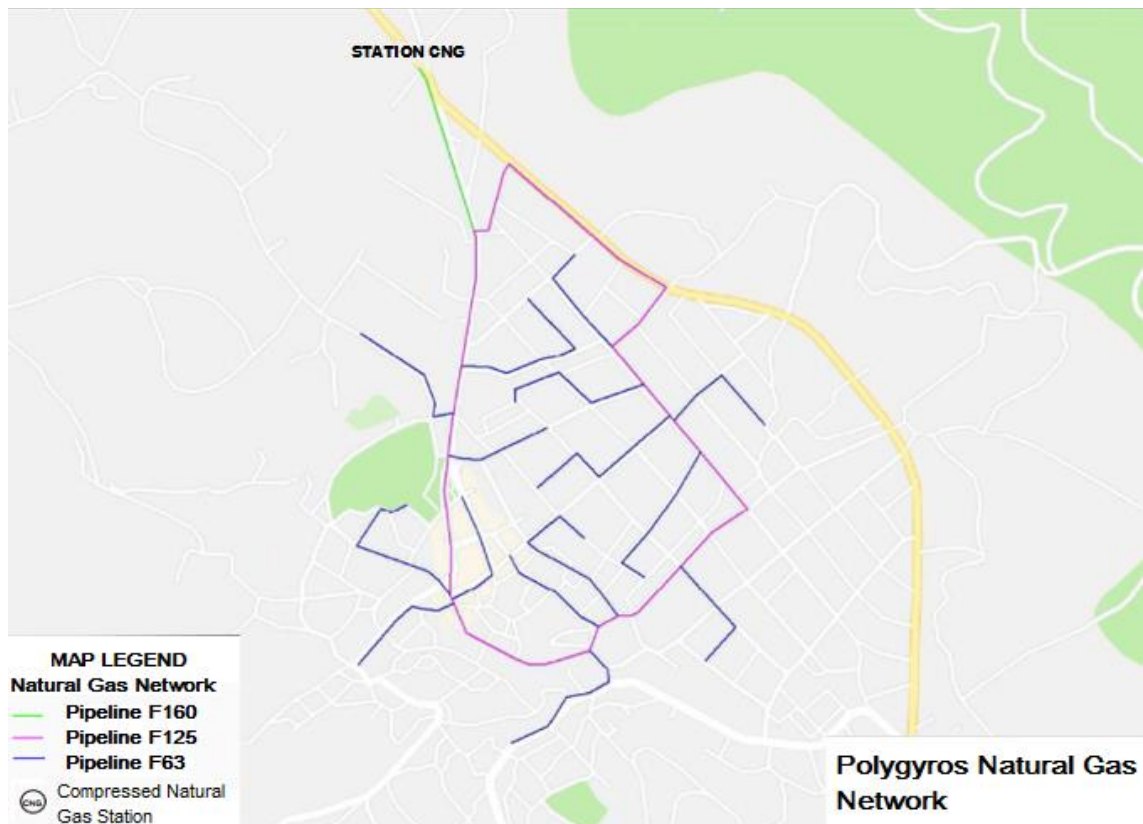 STATION CNG
MAP LEGEND
Natural Gas Network
Pipeline F160
Pipeline F125
Pipeline F63
CNG Compressed Natural
Gas Station
Polygyros Natural Gas
Network